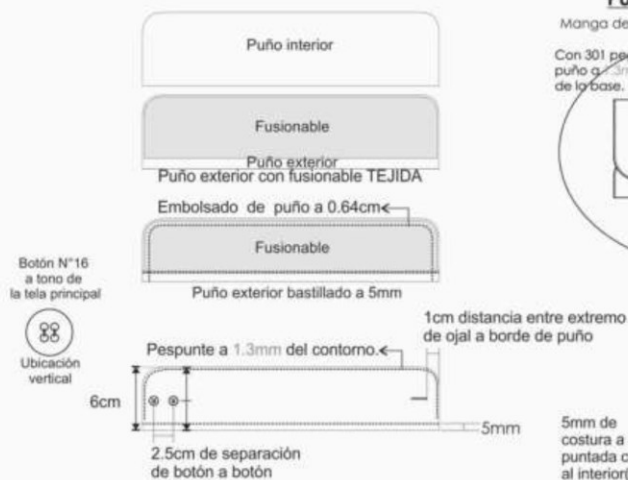 Puño interior
Fusionable
Puño exterior
Puño exterior con fusionable TEJIDA
Embolsado de puño a 0.64cm
Fusionable
Puño exterior bastillado a 5mm
Botón N°16
a tono de
la tela principal
Ubicación
vertical
1cm distancia entre extremo
de ojal a borde de puño
Pespunte a 1.3mm del contorno.
6cm
5mm
2.5cm de separación
de botón a botón
Manga de
Con 301
puño a
de la base.
5mm de
costura a
puntada
al interior